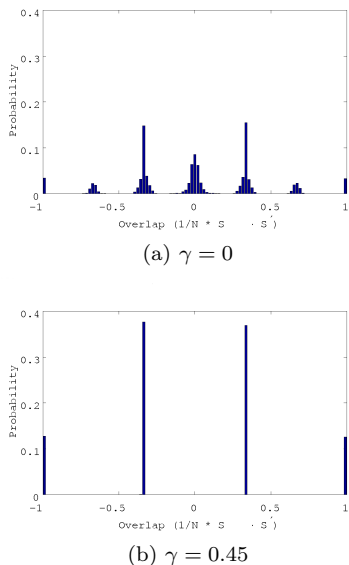 0.4
0.3
0.2
0.1
0
Probability
-1 -0.5 0 0.5 1
Overlap (1/N * S · S′)
(a) γ = 0
0.4
0.3
0.2
0.1
0
Probability
-1 -0.5 0 0.5 1
Overlap (1/N * S · S′)
(b) γ = 0.45